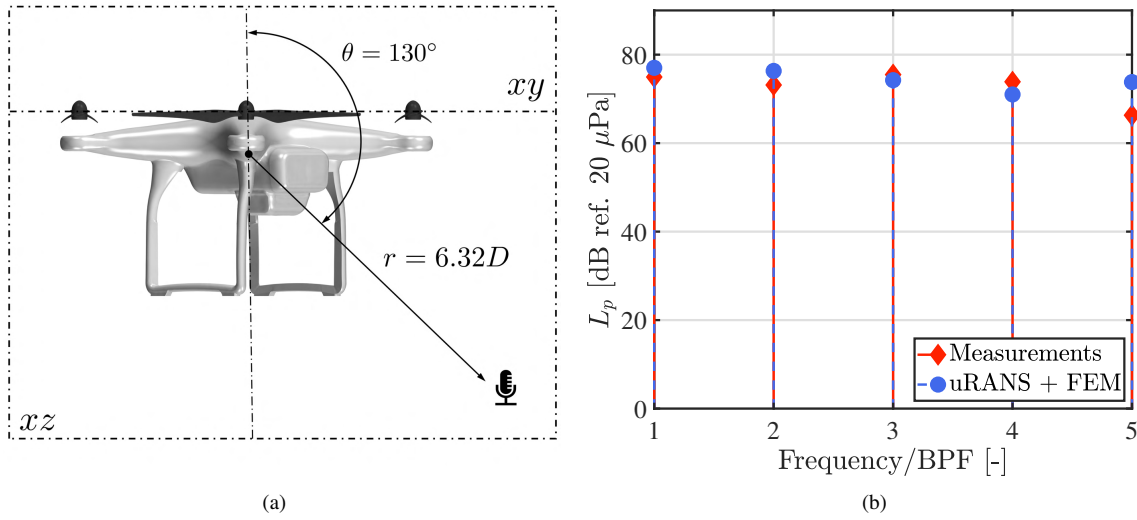 θ = 130°
xy
r = 6.32D
xz
(a)
L_p [dB ref. 20 μPa]
80
60
40
20
0
1 2 3 4 5
Frequency/BPF [-]
Measurements
uRANS + FEM
(b)